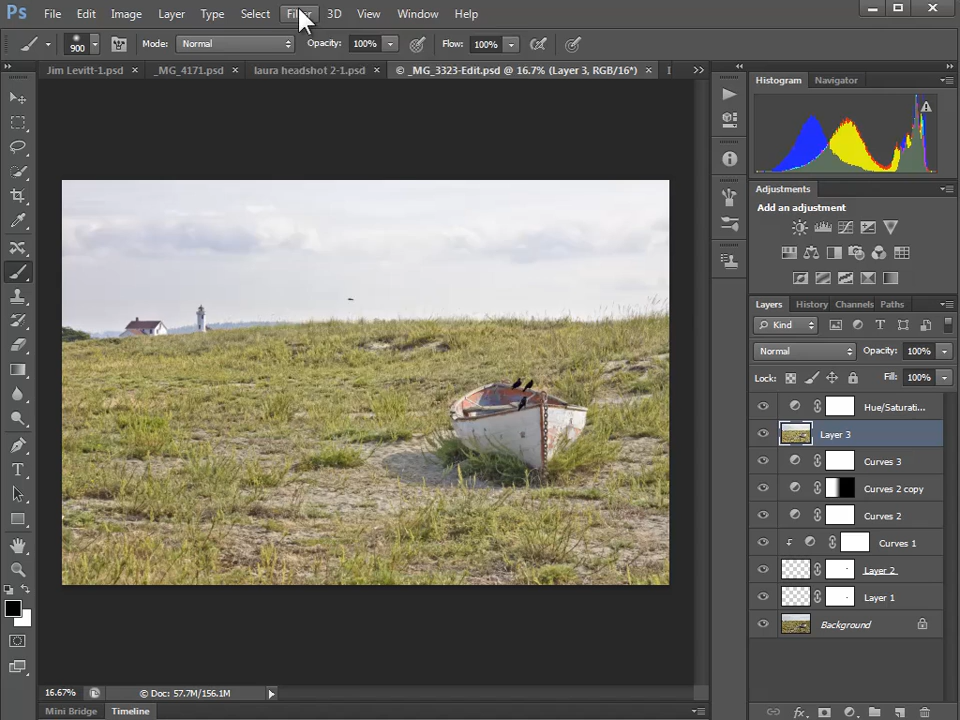 Ps File Edit Image Layer Type Select Filter 3D View Window Help
900 Mode: Normal Opacity: 100% Flow: 100%
Jim Levitt-1.psd × _MG_4171.psd × laura headshot 2-1.psd × © _MG_3323-Edit.psd @ 16.7% (Layer 3, RGB/16*) ×
Histogram Navigator
Adjustments
Add an adjustment
Layers History Channels Paths
Kind
Normal Opacity: 100%
Lock: Fill: 100%
Hue/Saturati...
Layer 3
Curves 3
Curves 2 copy
Curves 2
Curves 1
Layer 2
Layer 1
Background
16.67% © Doc: 57.7M/156.1M
Mini Bridge Timeline